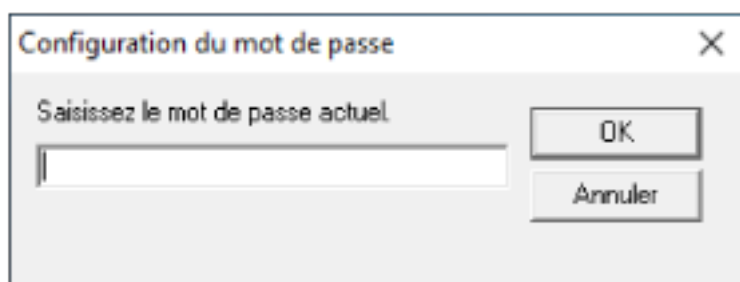 Configuration du mot de passe
Saisissez le mot de passe actuel.
OK
Annuler